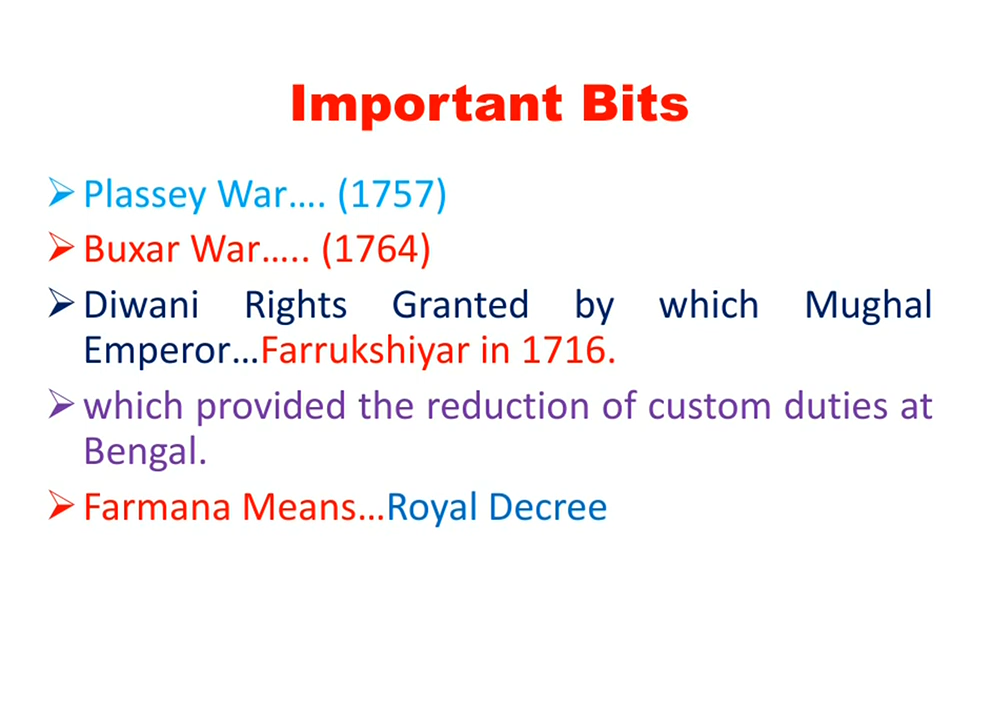 Important Bits
➢ Plassey War.... (1757)
➢ Buxar War..... (1764)
➢ Diwani Rights Granted by which Mughal
Emperor...Farrukshiyar in 1716.
➢ which provided the reduction of custom duties at
Bengal.
➢ Farmana Means...Royal Decree